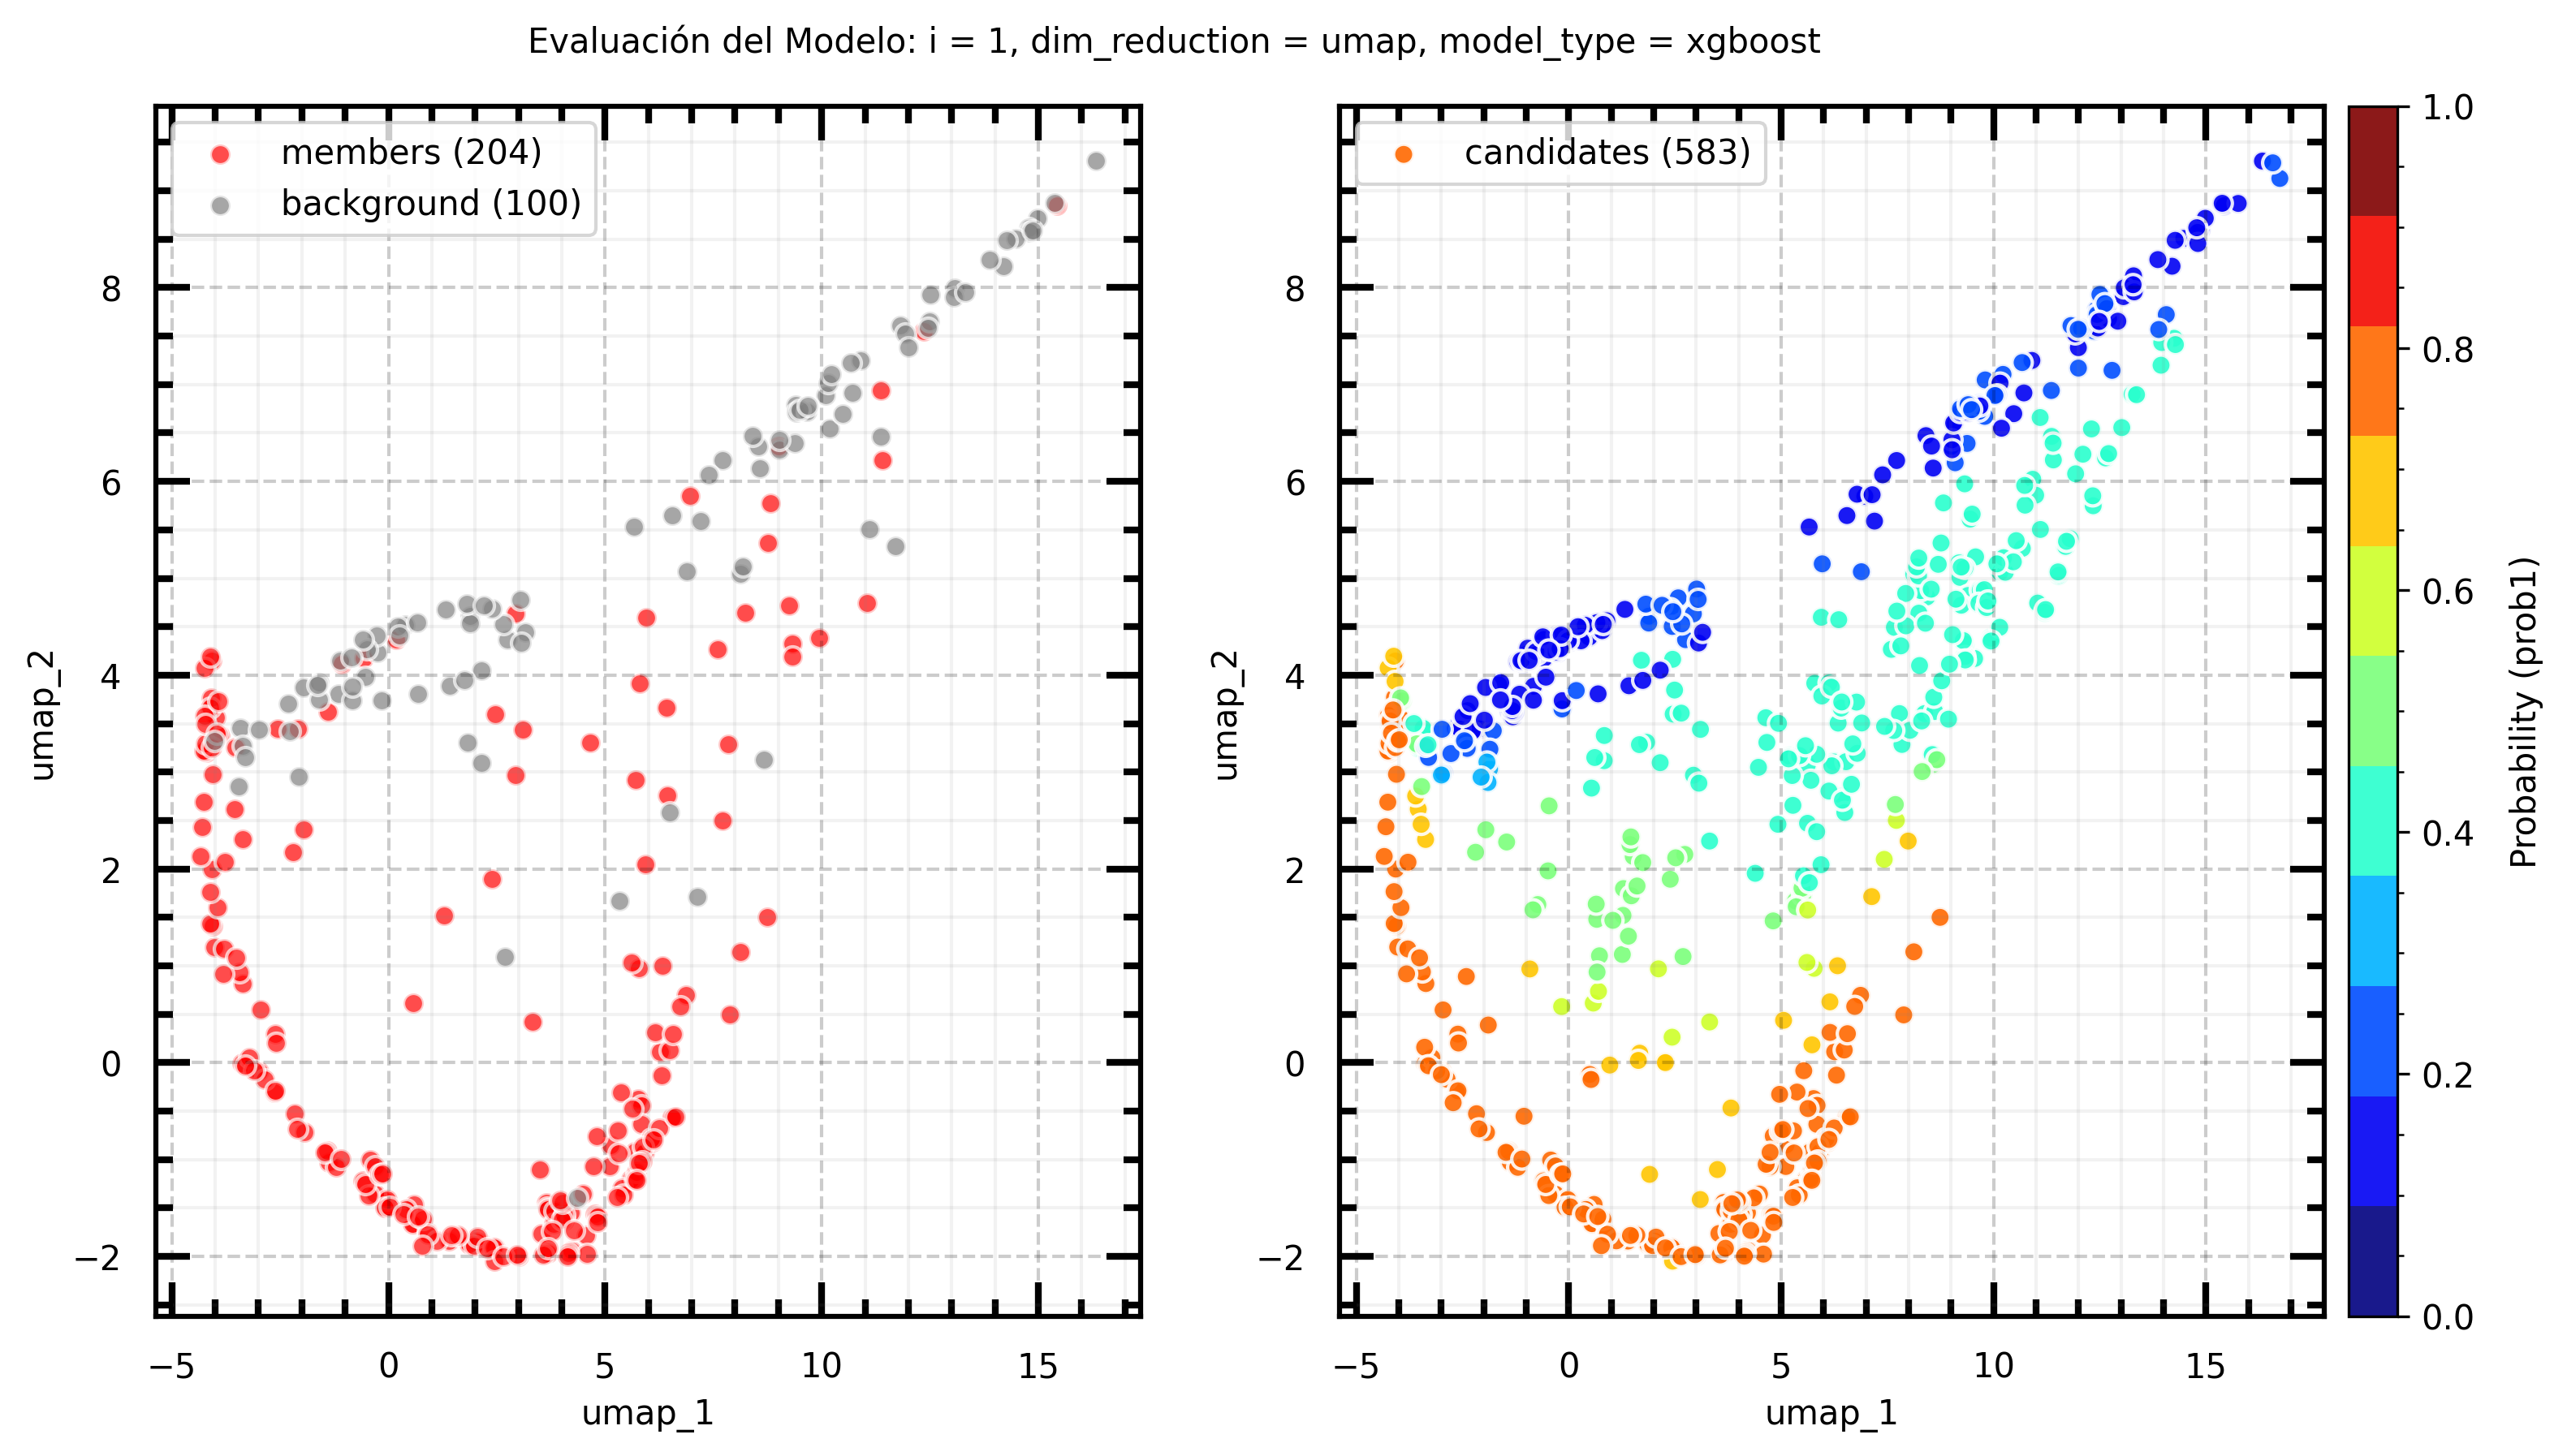 Evaluación del Modelo: i = 1, dim_reduction = umap, model_type = xgboost
members (204)
background (100)
8
6
4
2
0
−2
umap_2
−5 0 5 10 15
umap_1
candidates (583)
8
6
4
2
0
−2
umap_2
−5 0 5 10 15
umap_1
1.0
0.8
0.6
0.4
0.2
0.0
Probability (prob1)